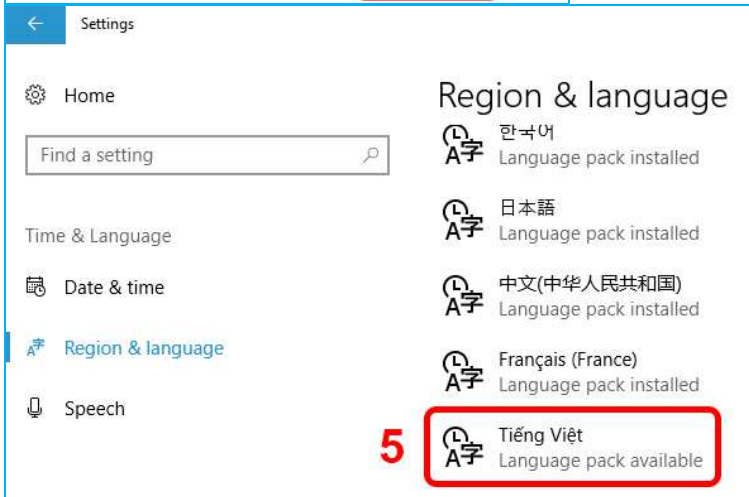 Settings
Home
Find a setting
Time & Language
Date & time
Region & language
Speech
Region & language
한국어
Language pack installed
日本語
Language pack installed
中文(中华人民共和国)
Language pack installed
Français (France)
Language pack installed
5
Tiếng Việt
Language pack available